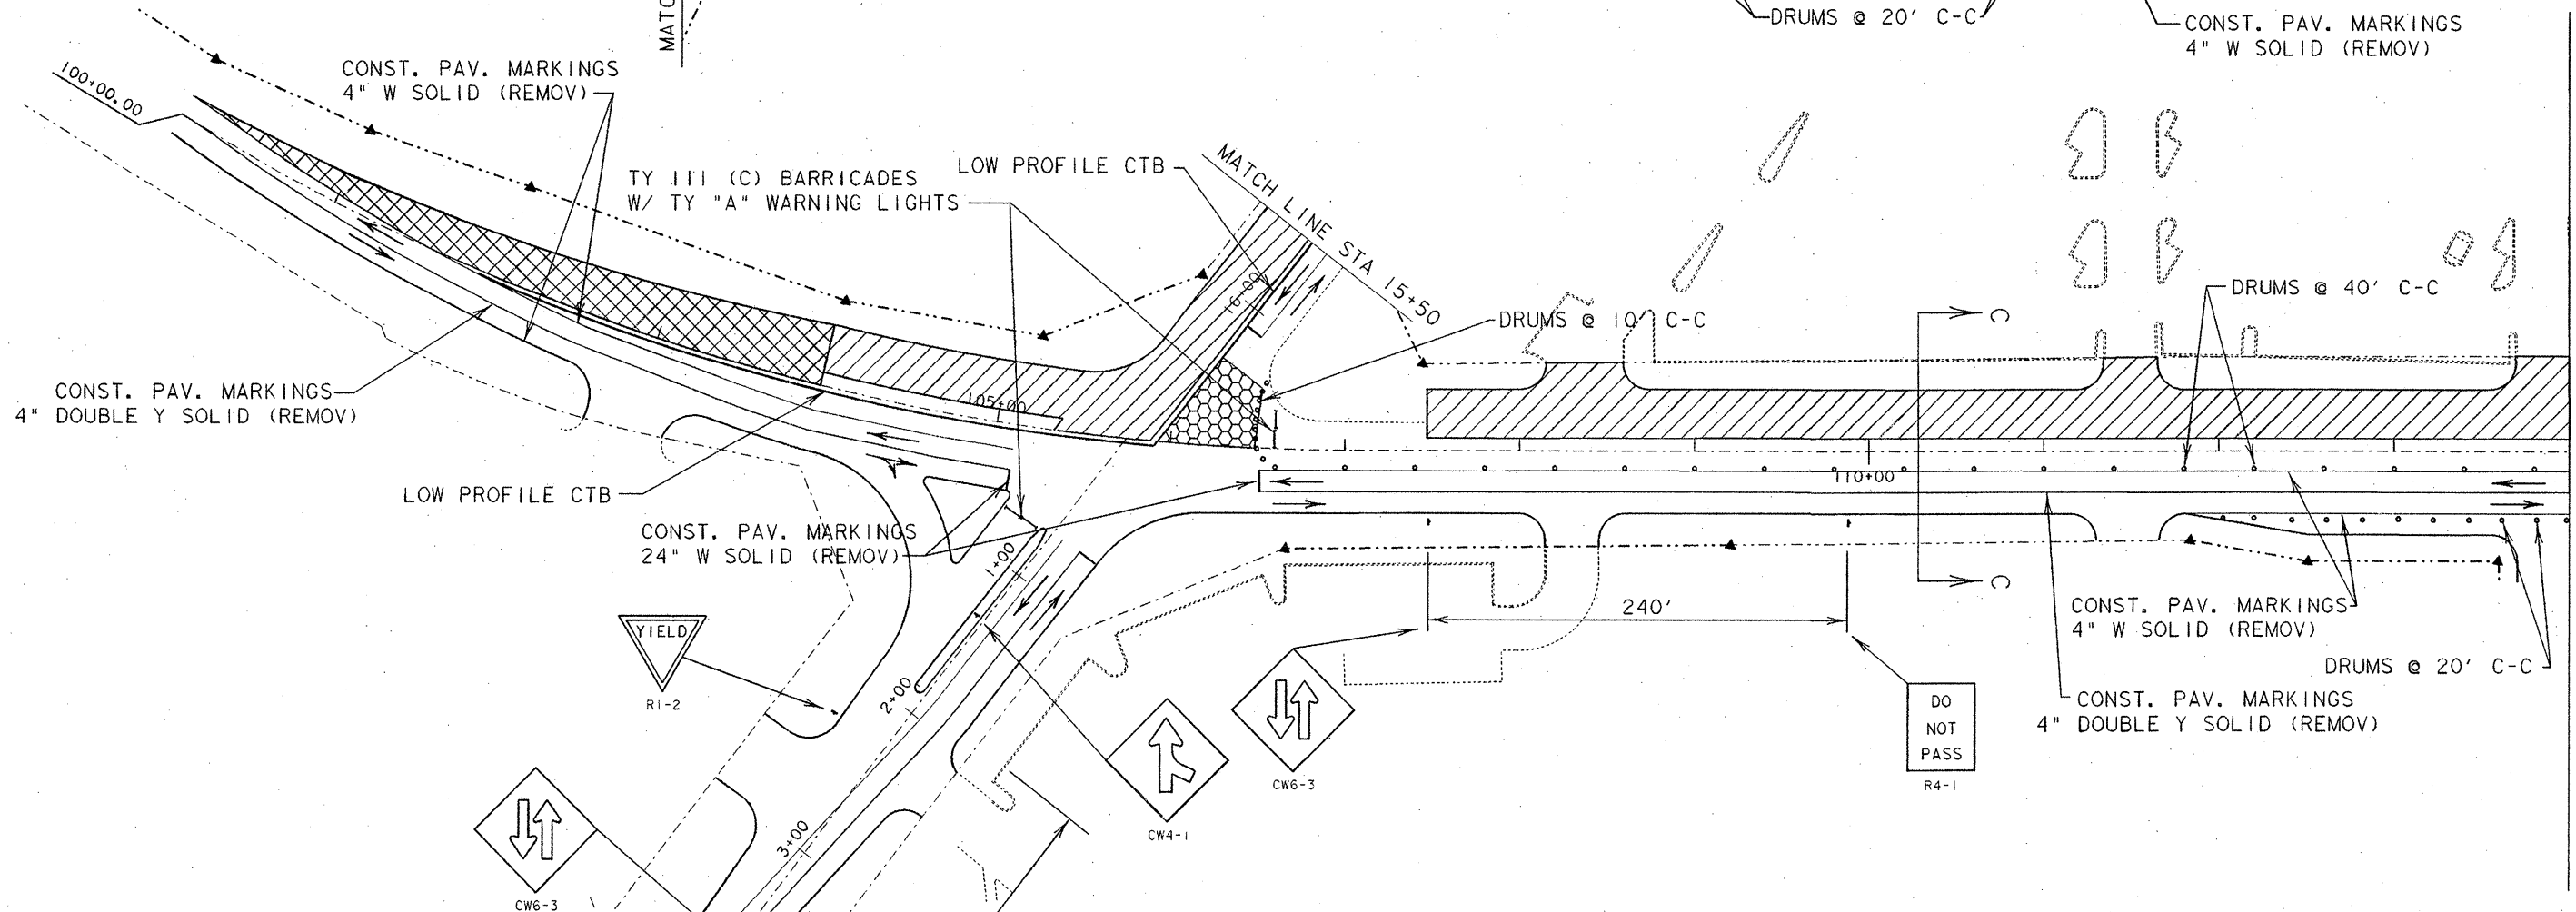 MATC
DRUMS @ 20' C-C
CONST. PAV. MARKINGS
4" W SOLID (REMOV)
100+00.00
CONST. PAV. MARKINGS
4" W SOLID (REMOV)
TY III (C) BARRICADES
W/ TY "A" WARNING LIGHTS
LOW PROFILE CTB
MATCH LINE STA 15+50
16+00
DRUMS @ 10' C-C
DRUMS @ 40' C-C
C
CONST. PAV. MARKINGS
4" DOUBLE Y SOLID (REMOV)
105+00
110+00
LOW PROFILE CTB
CONST. PAV. MARKINGS
24" W SOLID (REMOV)
1+00
C
240'
CONST. PAV. MARKINGS
4" W SOLID (REMOV)
YIELD
R1-2
2+00
DRUMS @ 20' C-C
CONST. PAV. MARKINGS
4" DOUBLE Y SOLID (REMOV)
DO
NOT
PASS
R4-1
CW6-3
CW4-1
3+00
CW6-3